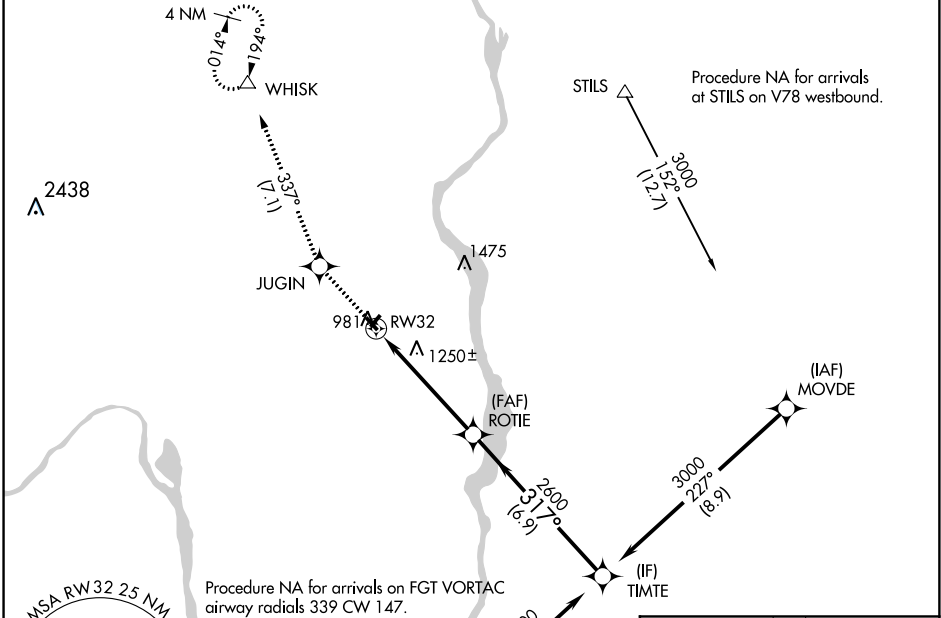 4 NM
014°
194°
WHISK
STILS
Procedure NA for arrivals
at STILS on V78 westbound.
3000
152°
(12.7)
2438
337°
(7.1)
1475
JUGIN
981
RW32
1250±
(IAF)
MOVDE
(FAF)
ROTIE
3000
227°
(8.9)
2600
317°
(6.9)
(IF)
TIMTE
Procedure NA for arrivals on FGT VORTAC
airway radials 339 CW 147.
MSA RW32 25 NM